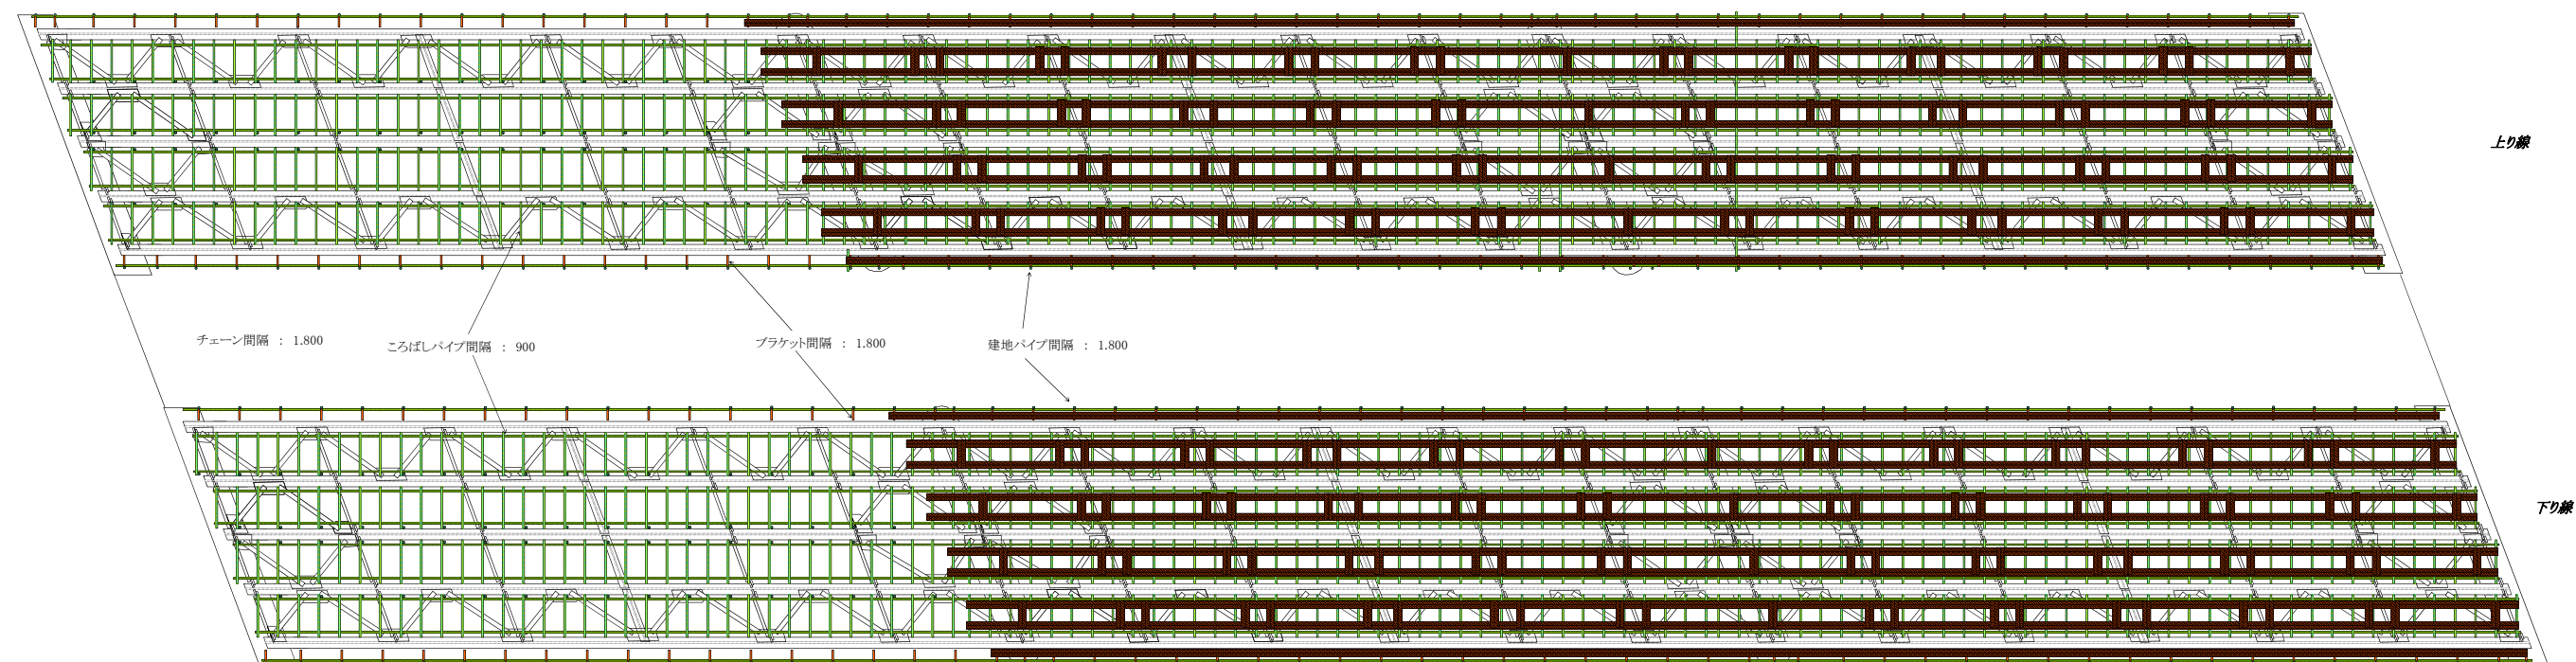 上り線
チェーン間隔 : 1.800
ころばしパイプ間隔 : 900
ブラケット間隔 : 1.800
建地パイプ間隔 : 1.800
下り線